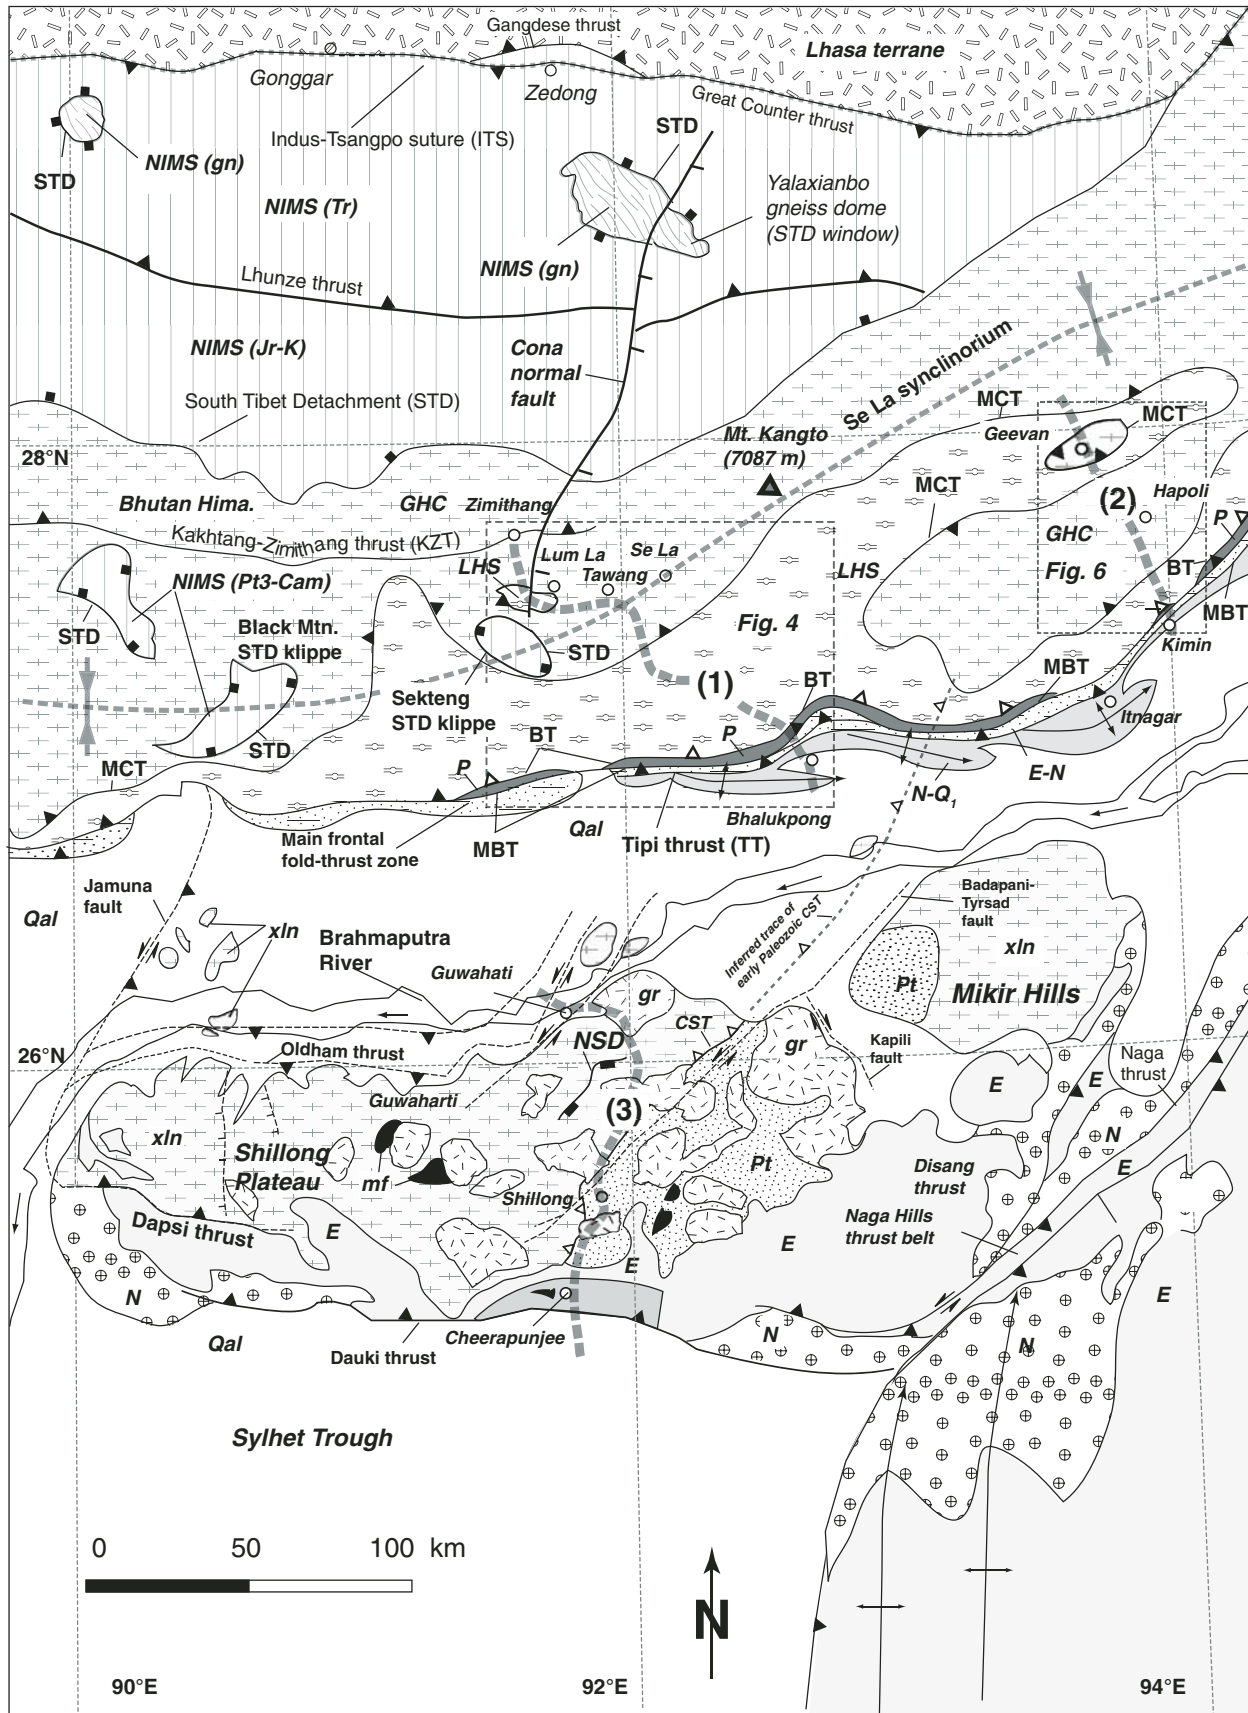 Gangdese thrust
Lhasa terrane
Gonggar
Zedong
Great Counter thrust
STD
Indus-Tsangpo suture (ITS)
NIMS (gn)
STD
Yalaxianbo
gneiss dome
(STD window)
NIMS (Tr)
NIMS (gn)
Lhunze thrust
NIMS (Jr-K)
Cona
normal
fault
Se La synclinorium
South Tibet Detachment (STD)
MCT
MCT
Geevan
Mt. Kangto
(7087 m)
28°N
MCT
Bhutan Hima.
GHC
Zimithang
(2)
Hapoli
P
Kakhtang-Zimithang thrust (KZT)
GHC
LHS
Lum La
Se La
Tawang
LHS
Fig. 6
BT
NIMS (Pt3-Cam)
MBT
STD
Black Mtn.
STD klippe
Fig. 4
STD
Kimin
Sekteng
STD klippe
(1)
BT
MBT
Itnagar
STD
BT
P
MCT
P
E-N
N-Q1
Bhalukpong
Qal
Main frontal
fold-thrust zone
MBT
Tipi thrust (TT)
Jamuna
fault
Badapani-
Tyrsad
fault
Qal
xln
Inferred trace of
early Paleozoic CST
xln
Brahmaputra
River
Guwahati
gr
Pt
Mikir Hills
CST
NSD
gr
Kapili
fault
26°N
Oldham thrust
Naga
thrust
Guwaharti
E
E
(3)
N
xln
Shillong
Plateau
mf
Pt
Disang
thrust
E
Shillong
Naga Hills
thrust belt
Dapsi thrust
E
E
E
E
N
Cheerapunjee
N
N
Qal
Dauki thrust
Sylhet Trough
0 50 100 km
N
90°E
92°E
94°E